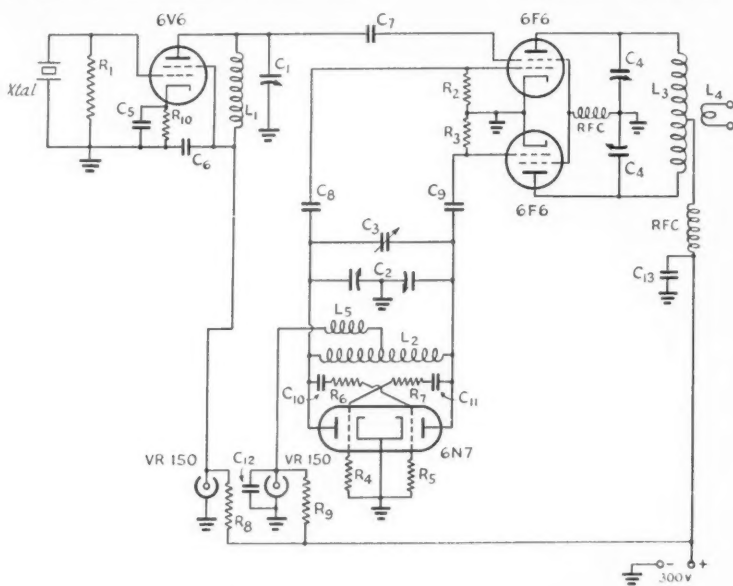 6V6
C7
6F6
Xtal
R1
C5
R10
C6
L1
C1
R2
R3
RFC
C4
C4
L3
L4
6F6
C8
C9
C3
C2
RFC
C13
L5
L2
C10
R6
R7
C11
6N7
R4
R5
VR 150
R8
C12
VR 150
R9
- +
300V